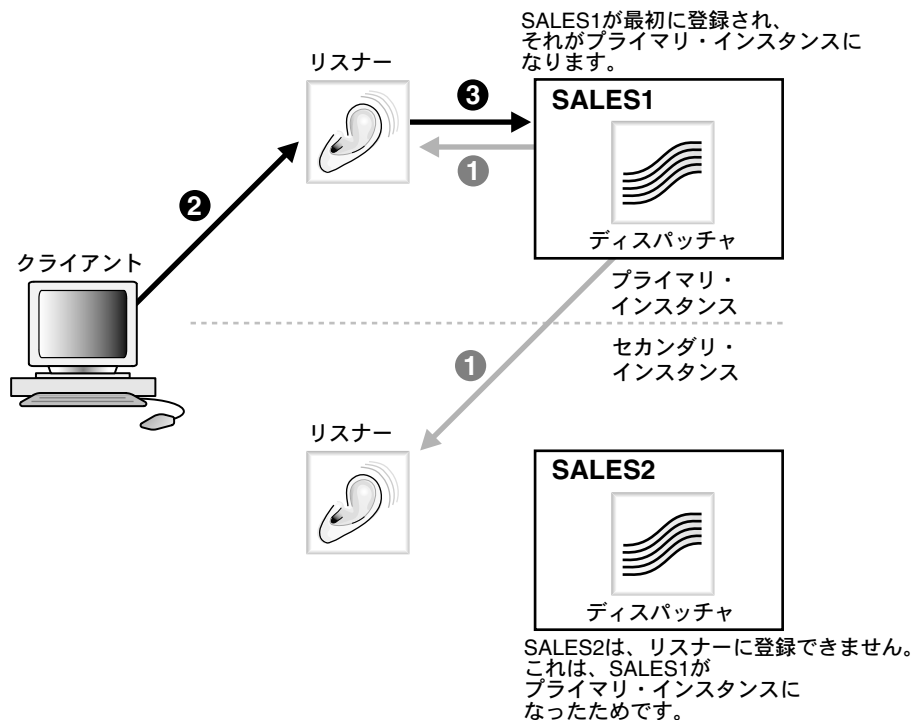 SALES1が最初に登録され、
それがプライマリ・インスタンスに
なります。
リスナー
❸
SALES1
❶
❷
ディスパッチャ
クライアント
プライマリ・
インスタンス
セカンダリ・
インスタンス
❶
リスナー
SALES2
ディスパッチャ
SALES2は、リスナーに登録できません。
これは、SALES1が
プライマリ・インスタンスに
なったためです。